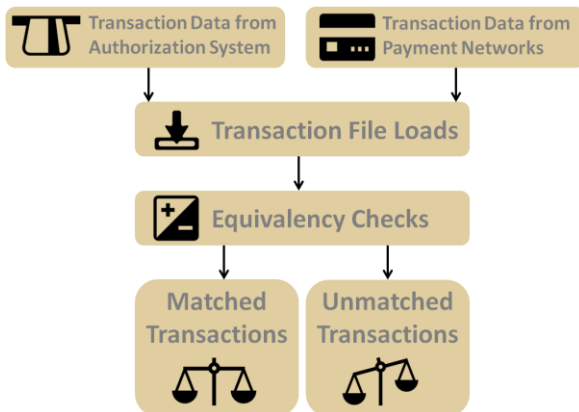 Transaction Data from
Authorization System
Transaction Data from
Payment Networks
Transaction File Loads
Equivalency Checks
Matched
Transactions
Unmatched
Transactions